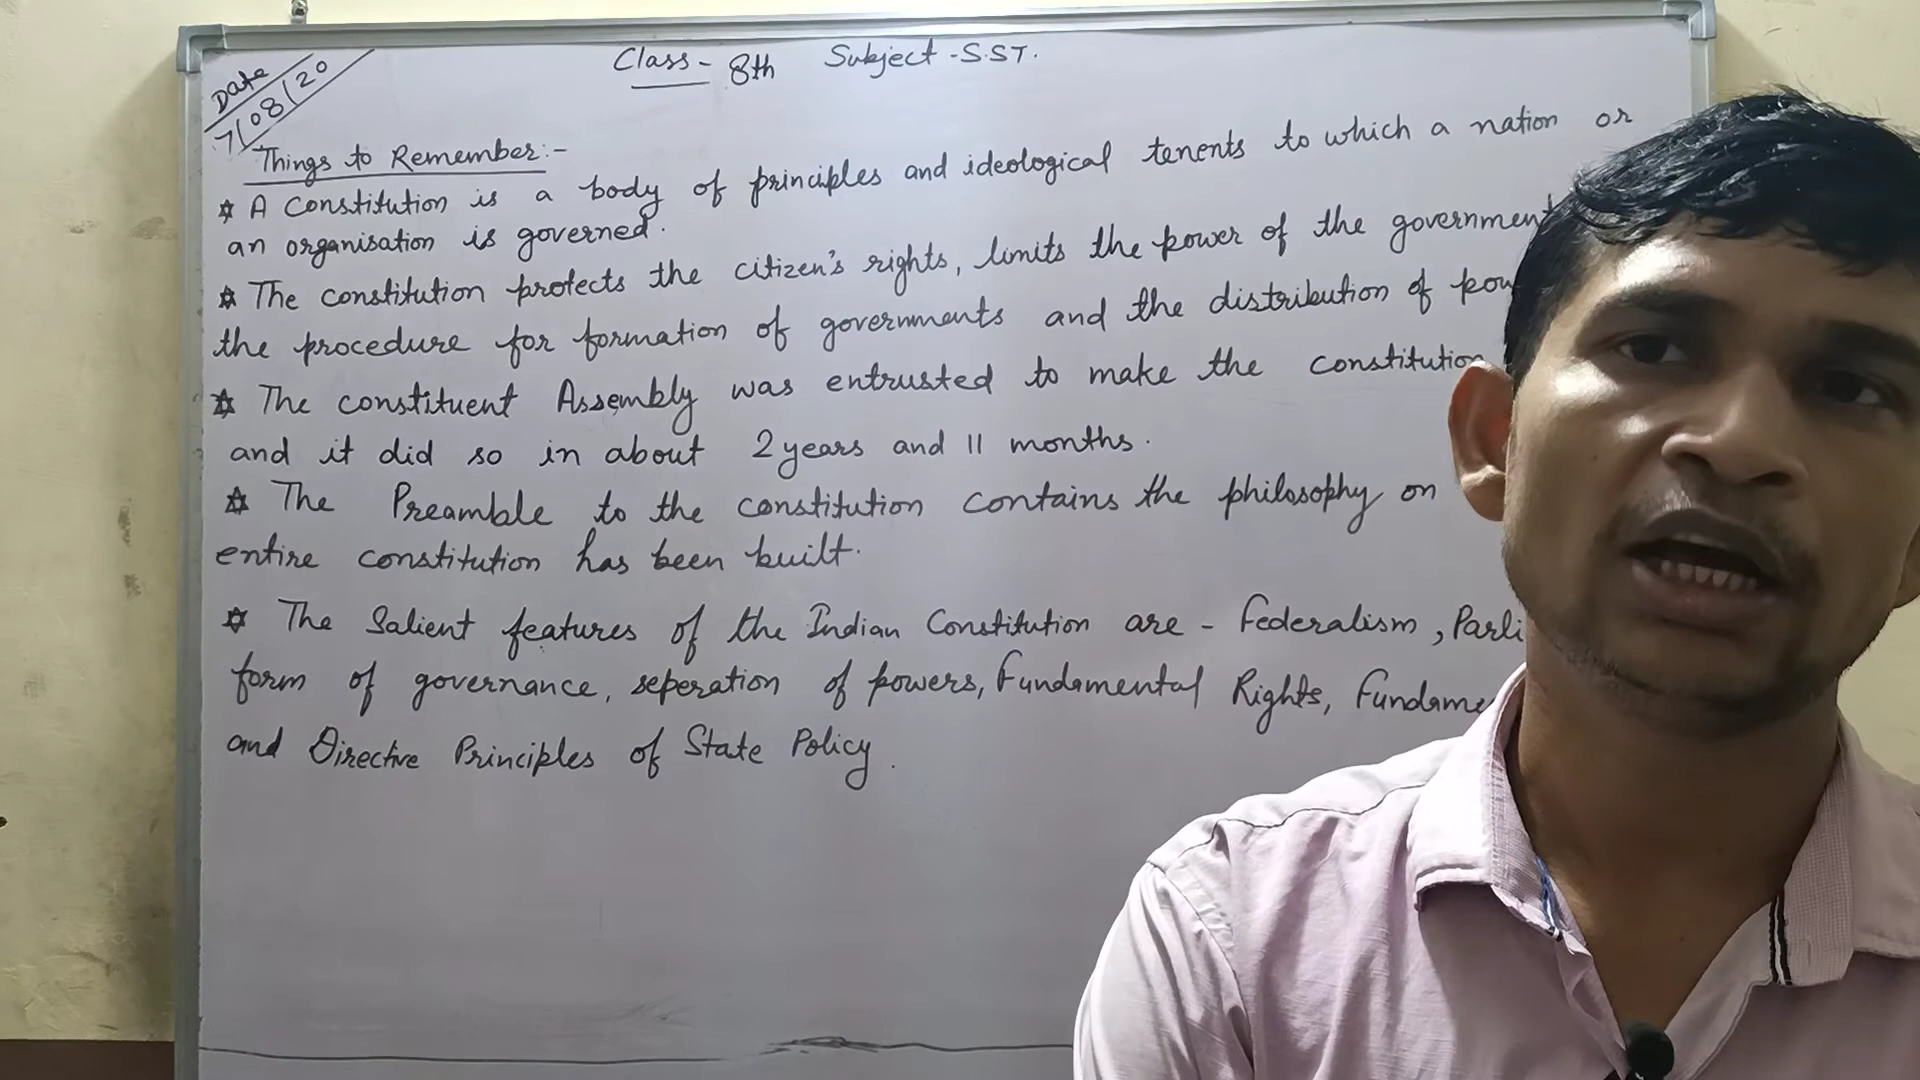 Date
7/08/20
Class - 8th Subject - S.ST.
Things to Remember:-
☆ A constitution is a body of principles and ideological tenents to which a nation or
an organisation is governed.
☆ The constitution protects the citizen's rights, limits the power of the government
the procedure for formation of governments and the distribution of pow
☆ The constituent Assembly was entrusted to make the constitution
and it did so in about 2 years and 11 months.
☆ The Preamble to the constitution contains the philosophy on
entire constitution has been built.
☆ The Salient features of the Indian Constitution are - Federalism, Parli
form of governance, seperation of powers, Fundamental Rights, Fundame
and Directive Principles of State Policy.